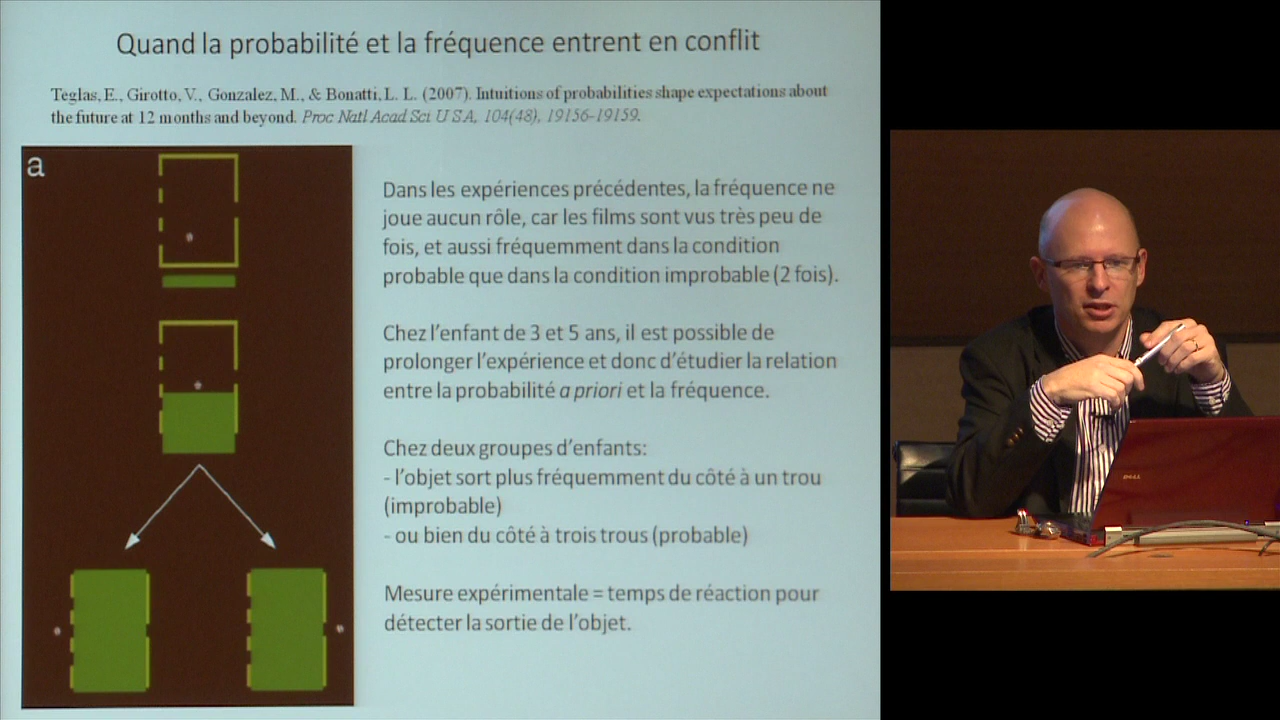 Quand la probabilité et la fréquence entrent en conflit
Teglas, E., Girotto, V., Gonzalez, M., & Bonatti, L. L. (2007). Intuitions of probabilities shape expectations about
the future at 12 months and beyond. Proc Natl Acad Sci U S A, 104(48), 19156-19159.
a
Dans les expériences précédentes, la fréquence ne
joue aucun rôle, car les films sont vus très peu de
fois, et aussi fréquemment dans la condition
probable que dans la condition improbable (2 fois).
Chez l'enfant de 3 et 5 ans, il est possible de
prolonger l'expérience et donc d'étudier la relation
entre la probabilité a priori et la fréquence.
Chez deux groupes d'enfants:
- l'objet sort plus fréquemment du côté à un trou
(improbable)
- ou bien du côté à trois trous (probable)
Mesure expérimentale = temps de réaction pour
détecter la sortie de l'objet.
DELL